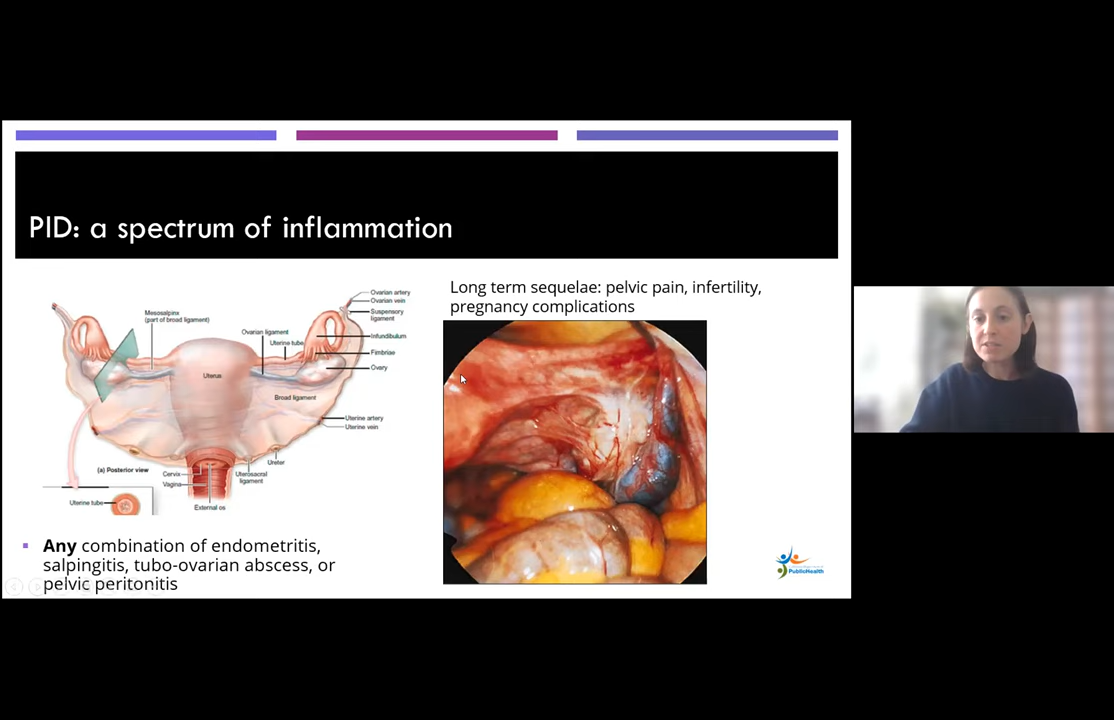 PID: a spectrum of inflammation
Long term sequelae: pelvic pain, infertility,
pregnancy complications
Ovarian artery
Ovarian vein
Suspensory
ligament
Infundibulum
Fimbriae
Ovary
Mesosalpinx
(part of broad ligament)
Ovarian ligament
Uterine tube
Uterus
Broad ligament
Uterine artery
Uterine vein
Ureter
Uterosacral
ligament
(a) Posterior view
Cervix
Vagina
External os
Uterine tube
Any combination of endometritis,
salpingitis, tubo-ovarian abscess, or
pelvic peritonitis
PublicHealth